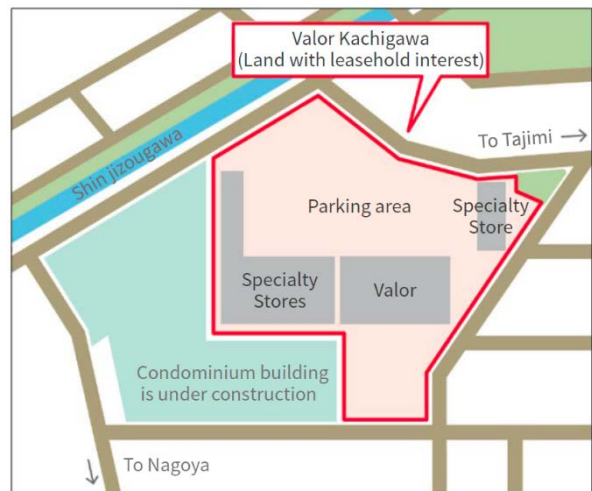 Valor Kachigawa
(Land with leasehold interest)
To Tajimi →
Shin jizougawa
Parking area
Specialty
Store
Specialty
Stores
Valor
Condominium building
is under construction
↓ To Nagoya